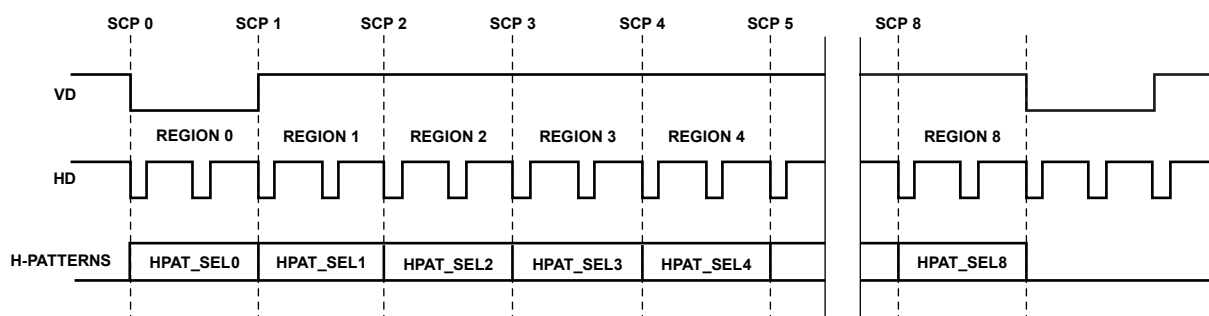 SCP 0 SCP 1 SCP 2 SCP 3 SCP 4 SCP 5 SCP 8
VD
REGION 0 REGION 1 REGION 2 REGION 3 REGION 4 REGION 8
HD
H-PATTERNS HPAT_SEL0 HPAT_SEL1 HPAT_SEL2 HPAT_SEL3 HPAT_SEL4 HPAT_SEL8